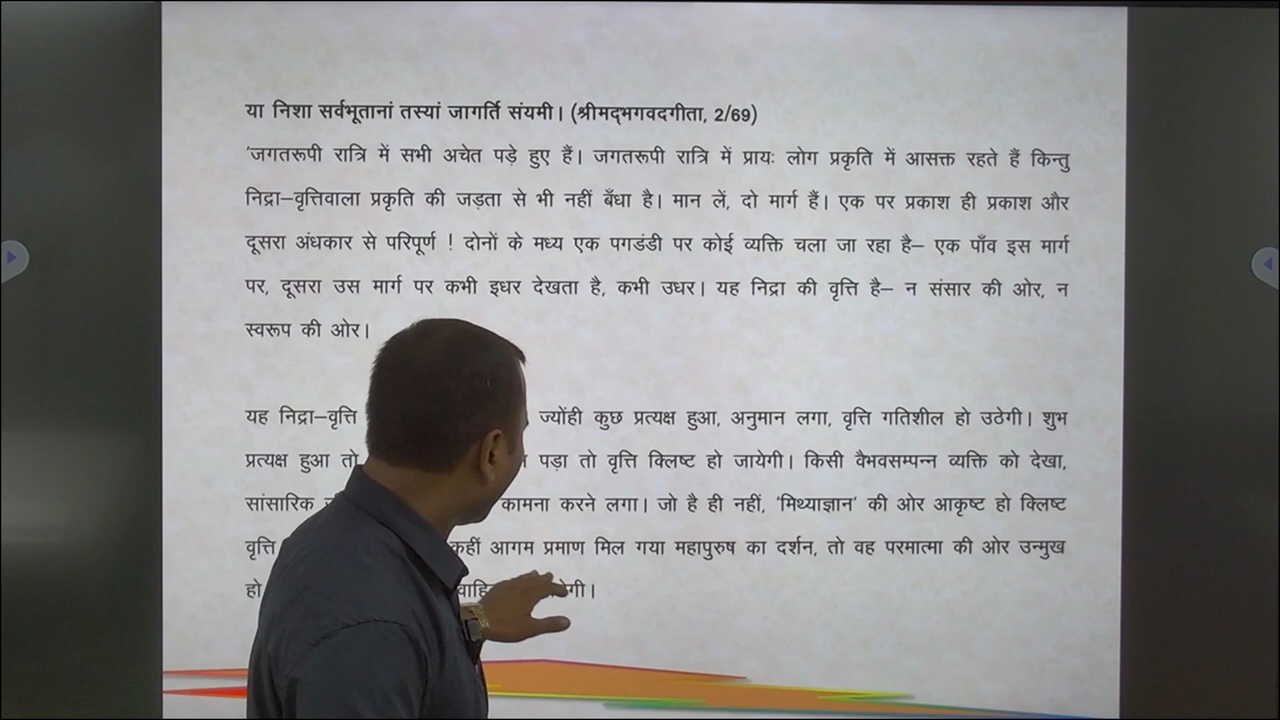 या निशा सर्वभूतानां तस्यां जागर्ति संयमी। (श्रीमद्भगवदगीता, 2/69)
'जगतरूपी रात्रि में सभी अचेत पड़े हुए हैं। जगतरूपी रात्रि में प्रायः लोग प्रकृति में आसक्त रहते हैं किन्तु
निद्रा–वृत्तिवाला प्रकृति की जड़ता से भी नहीं बँधा है। मान लें, दो मार्ग हैं। एक पर प्रकाश ही प्रकाश और
दूसरा अंधकार से परिपूर्ण ! दोनों के मध्य एक पगडंडी पर कोई व्यक्ति चला जा रहा है– एक पाँव इस मार्ग
पर, दूसरा उस मार्ग पर कभी इधर देखता है, कभी उधर। यह निद्रा की वृत्ति है– न संसार की ओर, न
स्वरूप की ओर।
यह निद्रा–वृत्ति ज्योंही कुछ प्रत्यक्ष हुआ, अनुमान लगा, वृत्ति गतिशील हो उठेगी। शुभ
प्रत्यक्ष हुआ तो पड़ा तो वृत्ति क्लिष्ट हो जायेगी। किसी वैभवसम्पन्न व्यक्ति को देखा,
सांसारिक कामना करने लगा। जो है ही नहीं, 'मिथ्याज्ञान' की ओर आकृष्ट हो क्लिष्ट
वृत्ति कहीं आगम प्रमाण मिल गया महापुरुष का दर्शन, तो वह परमात्मा की ओर उन्मुख
हो